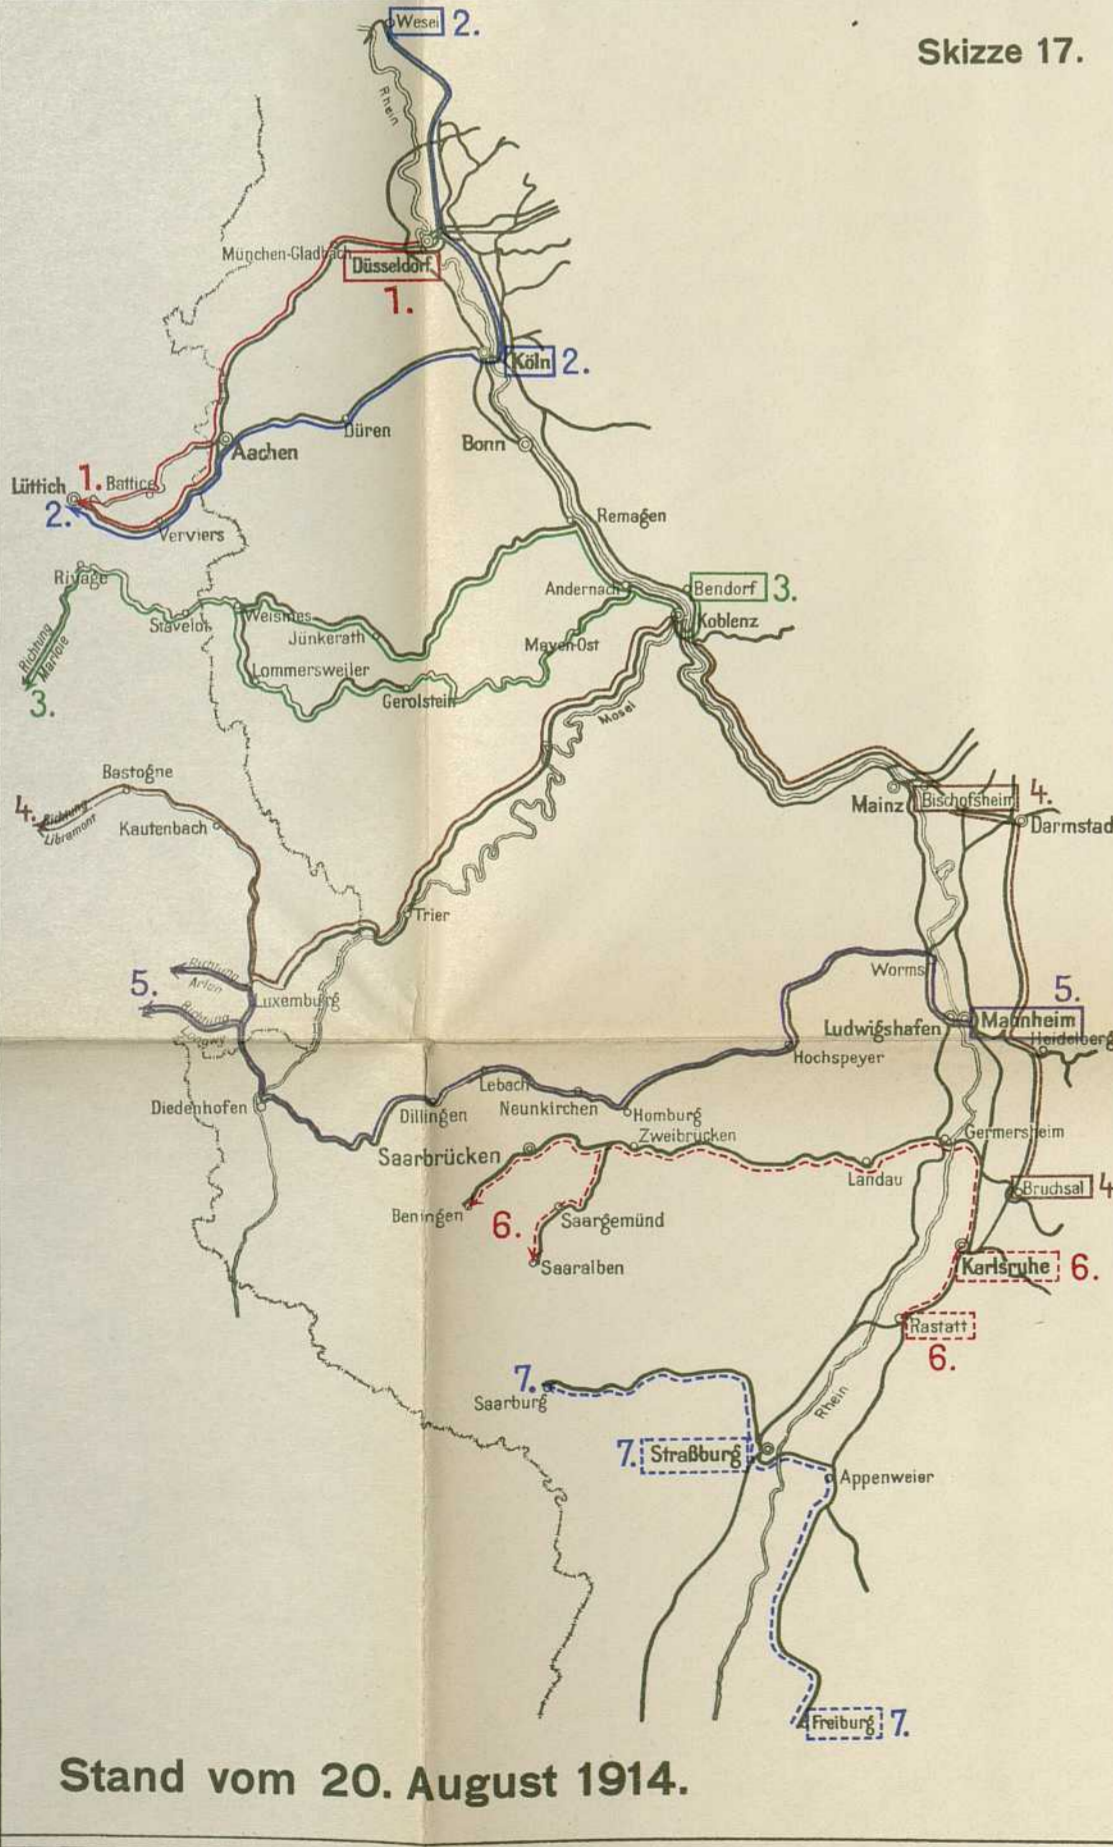 Wesel 2.
Skizze 17.
Rhein
München-Gladbach
Düsseldorf
1.
Köln 2.
Düren
Aachen
Bonn
Lüttich 1. Battice
2.
Verviers
Remagen
Rivage
Andernach
Bendorf 3.
Stavelot
Weismes
Koblenz
Jünkerath
Mayen-Ost
Richtung
Marloie
Lommersweiler
Gerolstein
3.
Mosel
Bastogne
4. Richtung
Libramont
Kautenbach
Mainz
Bischofsheim 4.
Darmstad
Trier
Richtung
Arlon
5.
Richtung
Longwy
Luxemburg
Worms
5.
Ludwigshafen
Mannheim
Heidelberg
Hochspeyer
Diedenhofen
Dillingen
Lebach
Neunkirchen
Homburg
Zweibrücken
Germersheim
Saarbrücken
Landau
Bruchsal 4
Beningen
6.
Saargemünd
Saaralben
Karlsruhe 6.
Rastatt
6.
7.
Saarburg
Rhein
7. Straßburg
Appenweier
Freiburg 7.
Stand vom 20. August 1914.